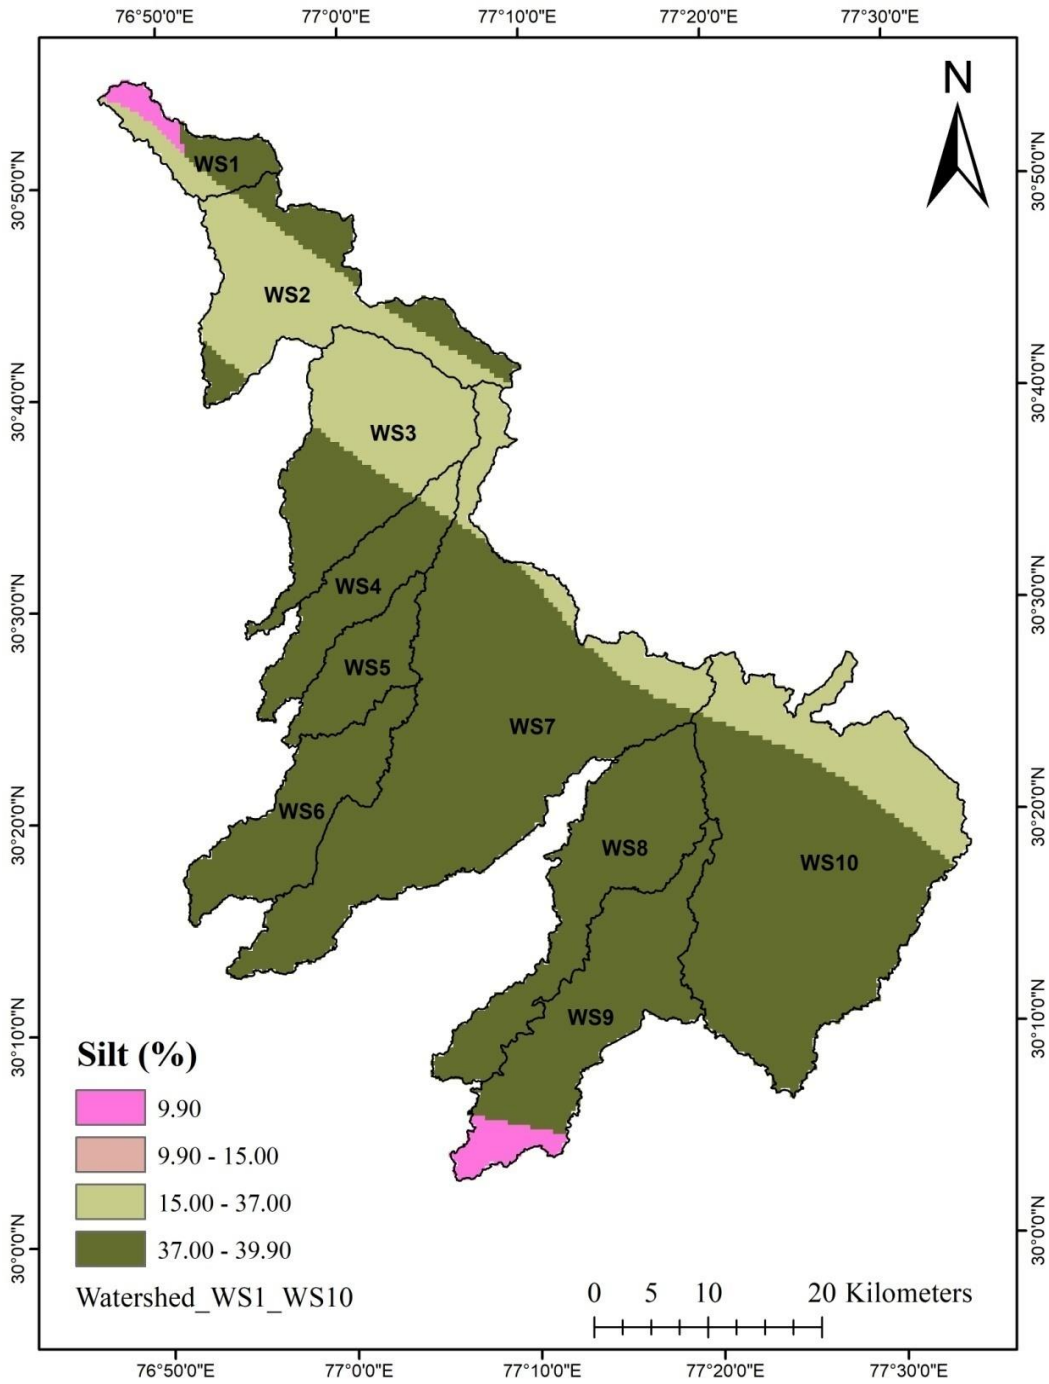 76°50'0"E 77°0'0"E 77°10'0"E 77°20'0"E 77°30'0"E
N
30°50'0"N
30°50'0"N
WS1
WS2
30°40'0"N
30°40'0"N
WS3
30°30'0"N
30°30'0"N
WS4
WS5
WS7
WS6
30°20'0"N
30°20'0"N
WS8
WS10
WS9
30°10'0"N
30°10'0"N
Silt (%)
9.90
9.90 - 15.00
15.00 - 37.00
37.00 - 39.90
30°0'0"N
30°0'0"N
Watershed_WS1_WS10
0 5 10 20 Kilometers
76°50'0"E 77°0'0"E 77°10'0"E 77°20'0"E 77°30'0"E